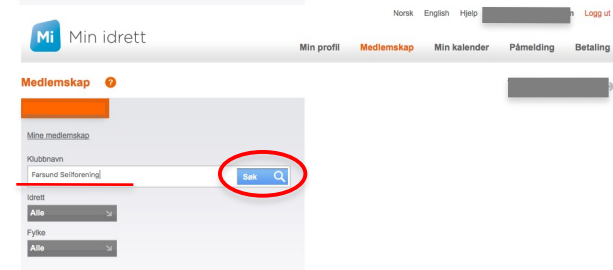 Norsk English Hjelp Logg ut
Mi Min idrett
Min profil Medlemskap Min kalender Påmelding Betaling
Medlemskap ?
Mine medlemskap
Klubbnavn
Farsund Seilforening
Søk
Idrett
Alle
Fylke
Alle